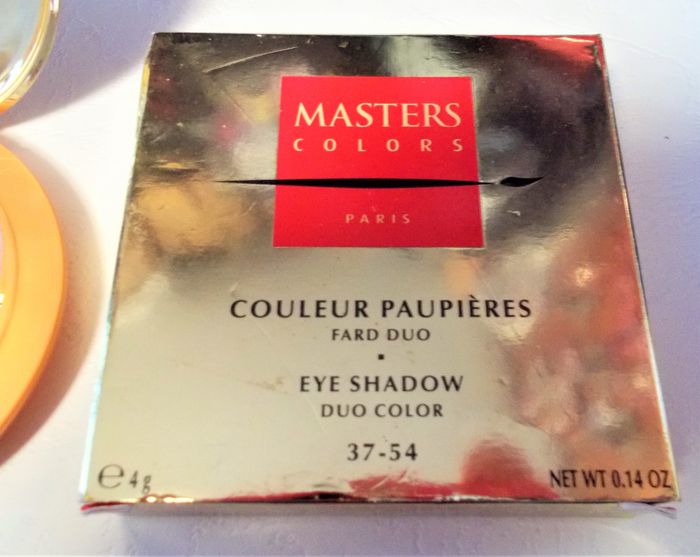 MASTERS
COLORS
PARIS
COULEUR PAUPIÈRES
FARD DUO
EYE SHADOW
DUO COLOR
37-54
℮ 4 g
NET WT 0.14 OZ